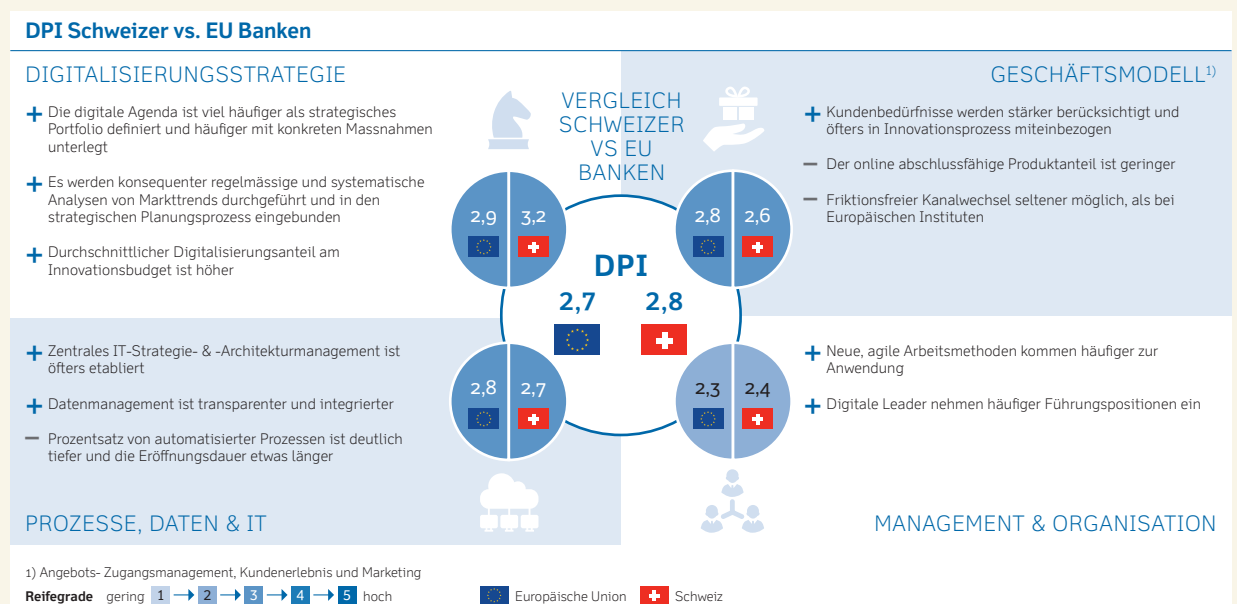 DPI Schweizer vs. EU Banken
DIGITALISIERUNGSSTRATEGIE
+ Die digitale Agenda ist viel häufiger als strategisches
Portfolio definiert und häufiger mit konkreten Massnahmen
unterlegt
+ Es werden konsequenter regelmässige und systematische
Analysen von Markttrends durchgeführt und in den
strategischen Planungsprozess eingebunden
+ Durchschnittlicher Digitalisierungsanteil am
Innovationsbudget ist höher
VERGLEICH
SCHWEIZER
VS EU
BANKEN
GESCHÄFTSMODELL1)
+ Kundenbedürfnisse werden stärker berücksichtigt und
öfters in Innovationsprozess miteinbezogen
– Der online abschlussfähige Produktanteil ist geringer
– Friktionsfreier Kanalwechsel seltener möglich, als bei
Europäischen Instituten
2,9 3,2
2,8 2,6
DPI
2,7 2,8
2,8 2,7
2,3 2,4
+ Zentrales IT-Strategie- & -Architekturmanagement ist
öfters etabliert
+ Datenmanagement ist transparenter und integrierter
– Prozentsatz von automatisierter Prozessen ist deutlich
tiefer und die Eröffnungsdauer etwas länger
PROZESSE, DATEN & IT
+ Neue, agile Arbeitsmethoden kommen häufiger zur
Anwendung
+ Digitale Leader nehmen häufiger Führungspositionen ein
MANAGEMENT & ORGANISATION
1) Angebots- Zugangsmanagement, Kundenerlebnis und Marketing
Reifegrade gering 1 → 2 → 3 → 4 → 5 hoch
Europäische Union Schweiz